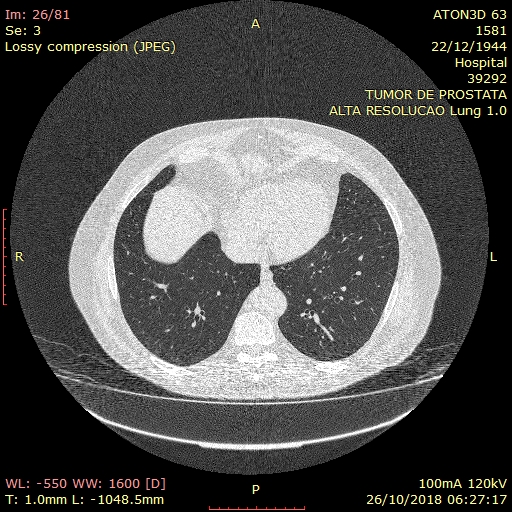 Im: 26/81
Se: 3
Lossy compression (JPEG)
A
ATON3D 63
1581
22/12/1944
Hospital
39292
TUMOR DE PROSTATA
ALTA RESOLUCAO Lung 1.0
R
L
WL: -550 WW: 1600 [D]
T: 1.0mm L: -1048.5mm
P
100mA 120kV
26/10/2018 06:27:17